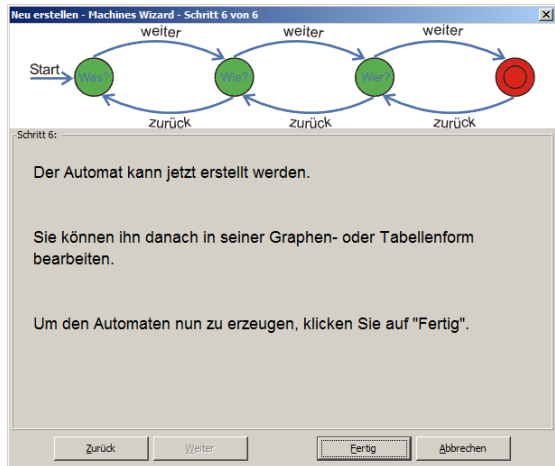 Neu erstellen - Machines Wizard - Schritt 6 von 6
weiter weiter weiter
Start Was? Wie? Wer?
zurück zurück zurück
Schritt 6:
Der Automat kann jetzt erstellt werden.
Sie können ihn danach in seiner Graphen- oder Tabellenform
bearbeiten.
Um den Automaten nun zu erzeugen, klicken Sie auf "Fertig".
Zurück Weiter Fertig Abbrechen